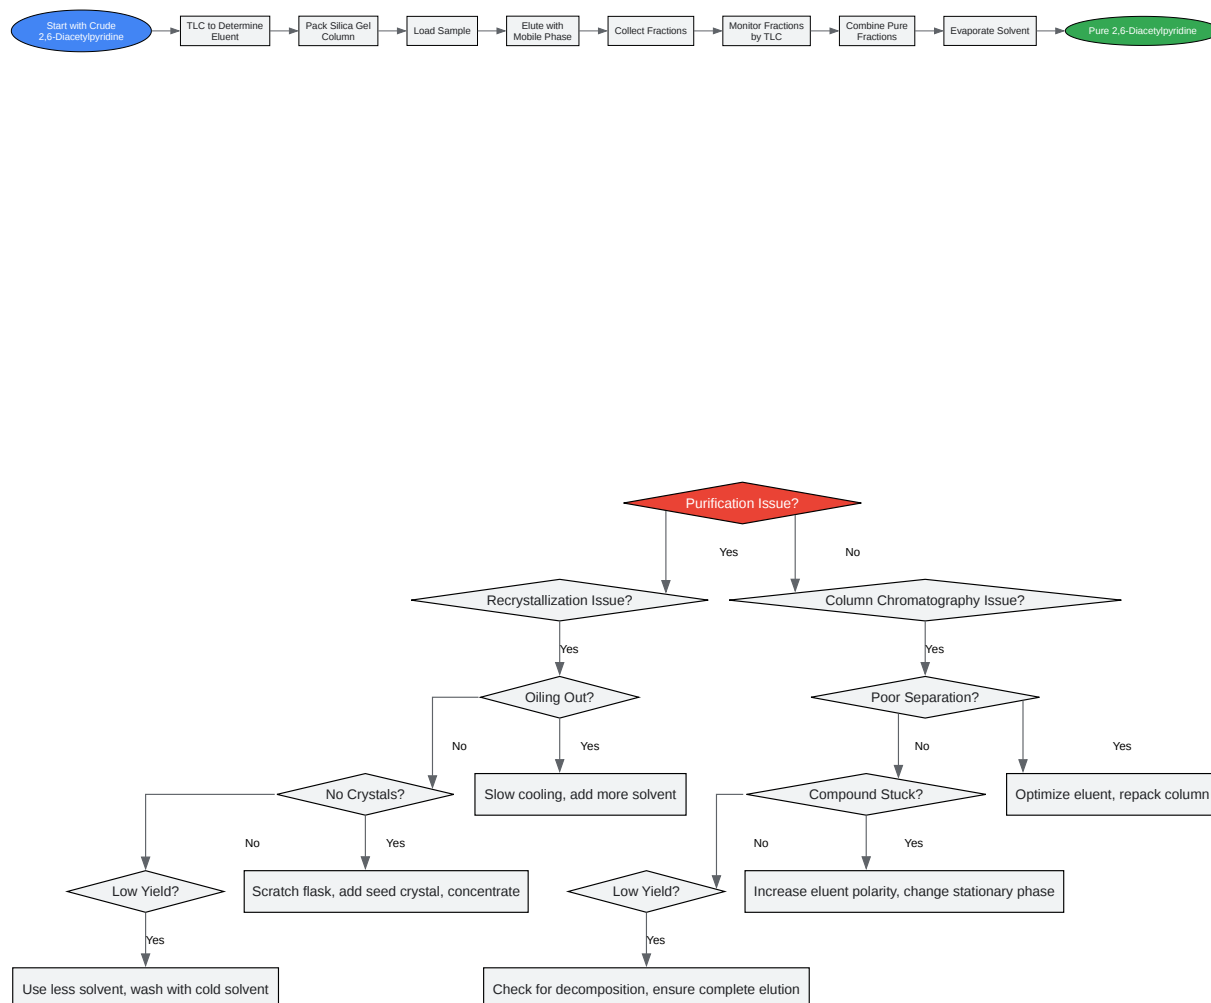 Start with Crude
2,6-Diacetylpyridine
TLC to Determine
Eluent
Pack Silica Gel
Column
Load Sample
Elute with
Mobile Phase
Collect Fractions
Monitor Fractions
by TLC
Combine Pure
Fractions
Evaporate Solvent
Pure 2,6-Diacetylpyridine
Purification Issue?
Yes
No
Recrystallization Issue?
Column Chromatography Issue?
Yes
Yes
Oiling Out?
Poor Separation?
No
Yes
No
Yes
No Crystals?
Slow cooling, add more solvent
Compound Stuck?
Optimize eluent, repack column
No
Yes
No
Yes
Low Yield?
Scratch flask, add seed crystal, concentrate
Low Yield?
Increase eluent polarity, change stationary phase
Yes
Yes
Use less solvent, wash with cold solvent
Check for decomposition, ensure complete elution